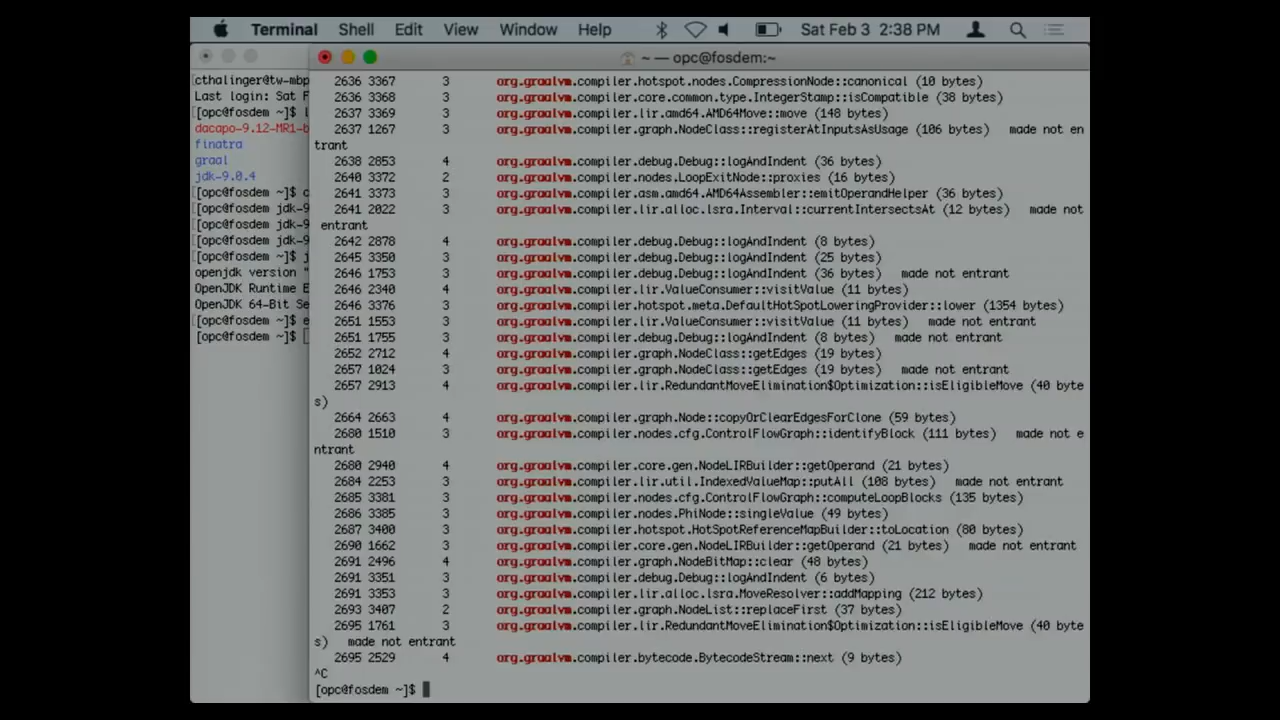 Terminal Shell Edit View Window Help Sat Feb 3 2:38 PM
~ — opc@fosdem:~
cthalinger@tw-mbp
Last login: Sat F
[[opc@fosdem ~]$ l
dacapo-9.12-MR1-b
finatra
graal
jdk-9.0.4
[[opc@fosdem ~]$ c
[[opc@fosdem jdk-9
[[opc@fosdem jdk-9
[[opc@fosdem jdk-9
[[opc@fosdem ~]$ j
openjdk version "
OpenJDK Runtime E
OpenJDK 64-Bit Se
[[opc@fosdem ~]$ e
[opc@fosdem ~]$
2636 3367 3 org.graalvm.compiler.hotspot.nodes.CompressionNode::canonical (10 bytes)
2636 3368 3 org.graalvm.compiler.core.common.type.IntegerStamp::isCompatible (38 bytes)
2637 3369 3 org.graalvm.compiler.lir.amd64.AMD64Move::move (148 bytes)
2637 1267 3 org.graalvm.compiler.graph.NodeClass::registerAtInputsAsUsage (106 bytes) made not en
trant
2638 2853 4 org.graalvm.compiler.debug.Debug::logAndIndent (36 bytes)
2640 3372 2 org.graalvm.compiler.nodes.LoopExitNode::proxies (16 bytes)
2641 3373 3 org.graalvm.compiler.asm.amd64.AMD64Assembler::emitOperandHelper (36 bytes)
2641 2022 3 org.graalvm.compiler.lir.alloc.lsra.Interval::currentIntersectsAt (12 bytes) made not
entrant
2642 2878 4 org.graalvm.compiler.debug.Debug::logAndIndent (8 bytes)
2645 3350 3 org.graalvm.compiler.debug.Debug::logAndIndent (25 bytes)
2646 1753 3 org.graalvm.compiler.debug.Debug::logAndIndent (36 bytes) made not entrant
2646 2340 4 org.graalvm.compiler.lir.ValueConsumer::visitValue (11 bytes)
2646 3376 3 org.graalvm.compiler.hotspot.meta.DefaultHotSpotLoweringProvider::lower (1354 bytes)
2651 1553 3 org.graalvm.compiler.lir.ValueConsumer::visitValue (11 bytes) made not entrant
2651 1755 3 org.graalvm.compiler.debug.Debug::logAndIndent (8 bytes) made not entrant
2652 2712 4 org.graalvm.compiler.graph.NodeClass::getEdges (19 bytes)
2657 1024 3 org.graalvm.compiler.graph.NodeClass::getEdges (19 bytes) made not entrant
2657 2913 4 org.graalvm.compiler.lir.RedundantMoveElimination$Optimization::isEligibleMove (40 byte
s)
2664 2663 4 org.graalvm.compiler.graph.Node::copyOrClearEdgesForClone (59 bytes)
2680 1510 3 org.graalvm.compiler.nodes.cfg.ControlFlowGraph::identifyBlock (111 bytes) made not e
ntrant
2680 2940 4 org.graalvm.compiler.core.gen.NodeLIRBuilder::getOperand (21 bytes)
2684 2253 3 org.graalvm.compiler.lir.util.IndexedValueMap::putAll (108 bytes) made not entrant
2685 3381 3 org.graalvm.compiler.nodes.cfg.ControlFlowGraph::computeLoopBlocks (135 bytes)
2686 3385 3 org.graalvm.compiler.nodes.PhiNode::singleValue (49 bytes)
2687 3400 3 org.graalvm.compiler.hotspot.HotSpotReferenceMapBuilder::toLocation (80 bytes)
2690 1662 3 org.graalvm.compiler.core.gen.NodeLIRBuilder::getOperand (21 bytes) made not entrant
2691 2496 4 org.graalvm.compiler.graph.NodeBitMap::clear (48 bytes)
2691 3351 3 org.graalvm.compiler.debug.Debug::logAndIndent (6 bytes)
2691 3353 3 org.graalvm.compiler.lir.alloc.lsra.MoveResolver::addMapping (212 bytes)
2693 3407 2 org.graalvm.compiler.graph.NodeList::replaceFirst (37 bytes)
2695 1761 3 org.graalvm.compiler.lir.RedundantMoveElimination$Optimization::isEligibleMove (40 byte
s) made not entrant
2695 2529 4 org.graalvm.compiler.bytecode.BytecodeStream::next (9 bytes)
^C
[opc@fosdem ~]$